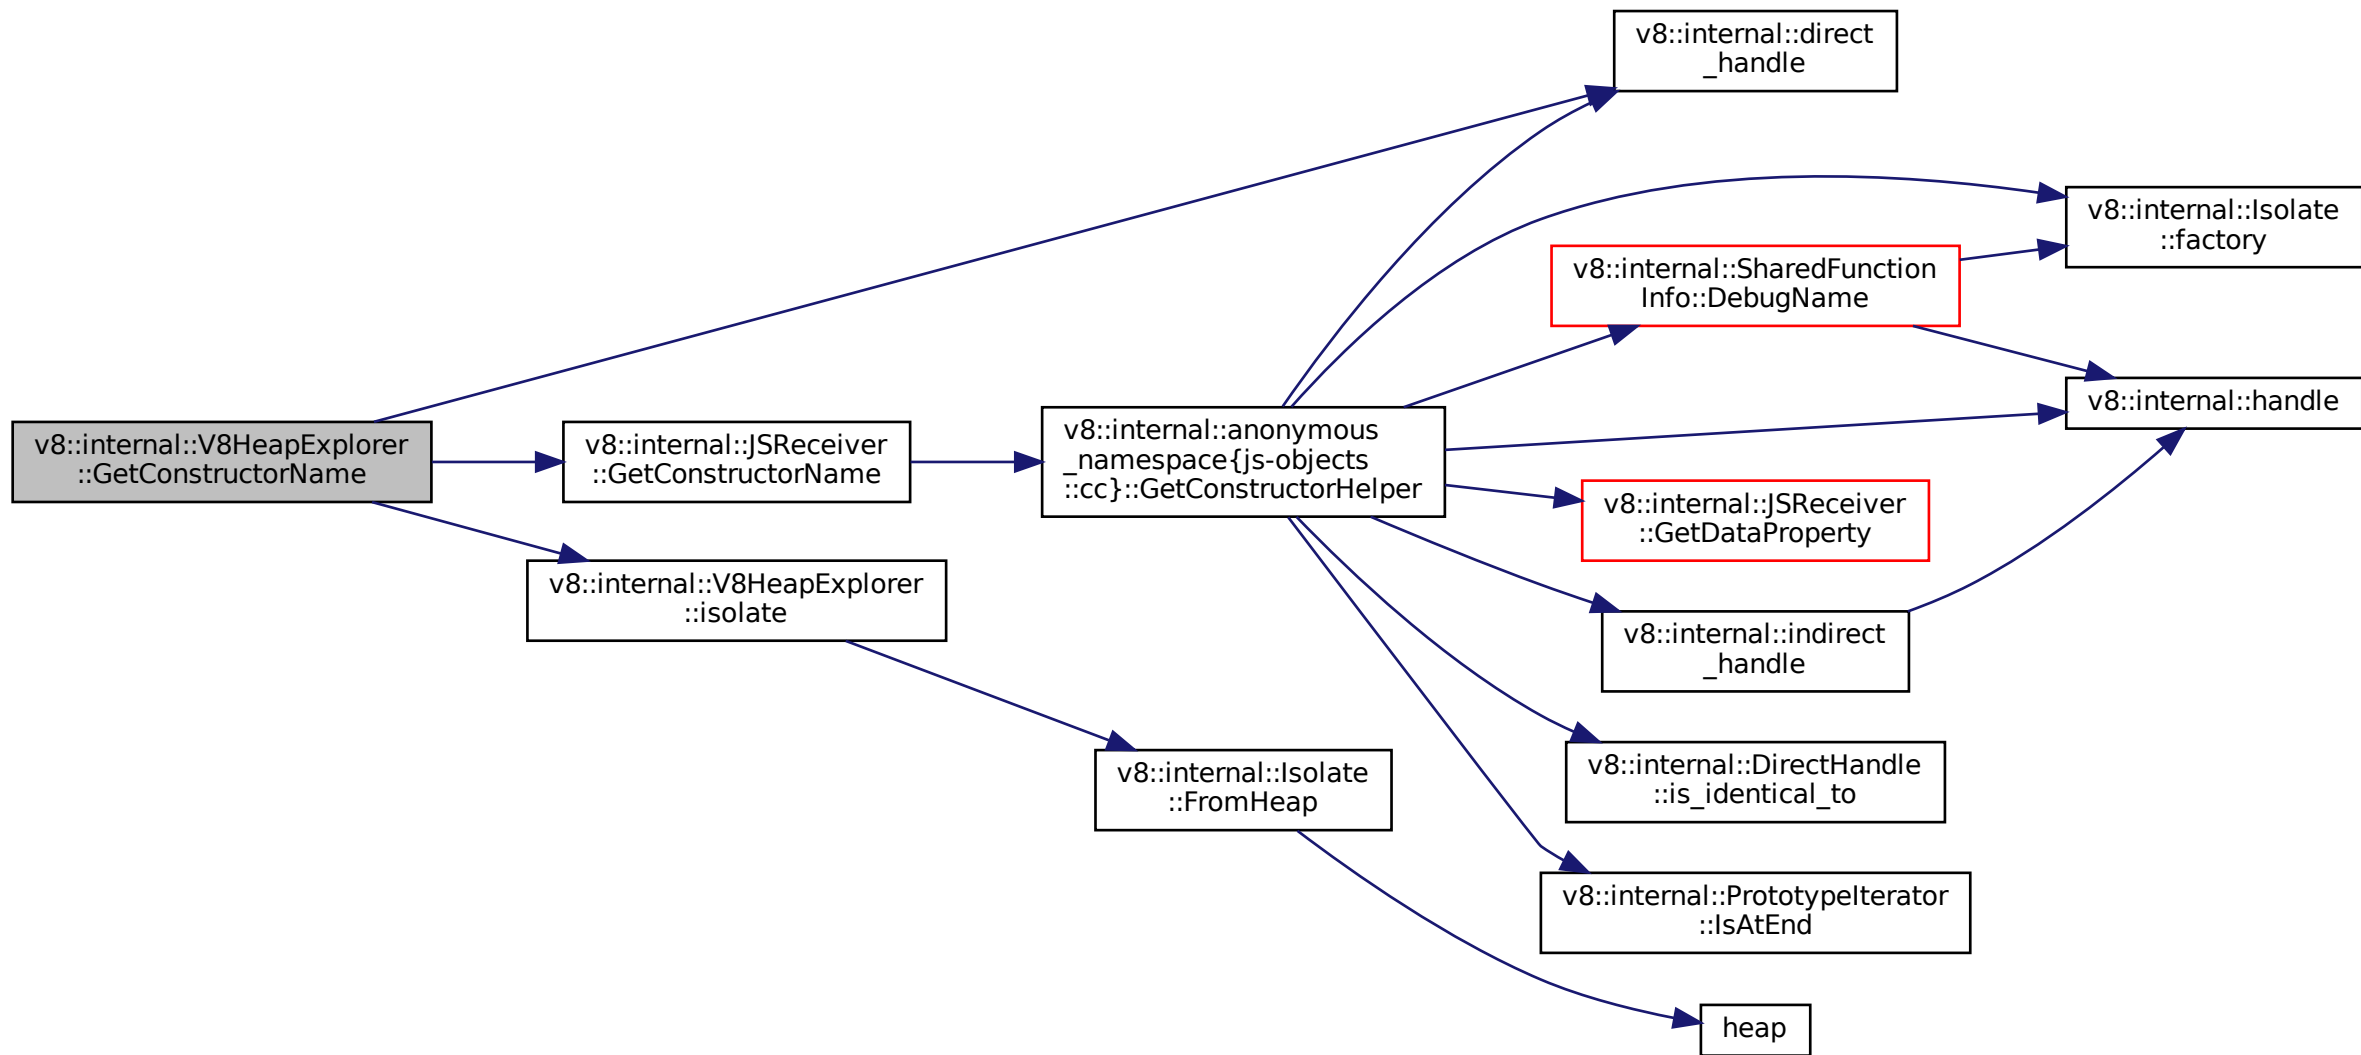 v8::internal::direct
_handle
v8::internal::Isolate
::factory
v8::internal::SharedFunction
Info::DebugName
v8::internal::handle
v8::internal::V8HeapExplorer
::GetConstructorName
v8::internal::JSReceiver
::GetConstructorName
v8::internal::anonymous
_namespace{js-objects
::cc}::GetConstructorHelper
v8::internal::JSReceiver
::GetDataProperty
v8::internal::V8HeapExplorer
::isolate
v8::internal::indirect
_handle
v8::internal::Isolate
::FromHeap
v8::internal::DirectHandle
::is_identical_to
v8::internal::PrototypeIterator
::IsAtEnd
heap